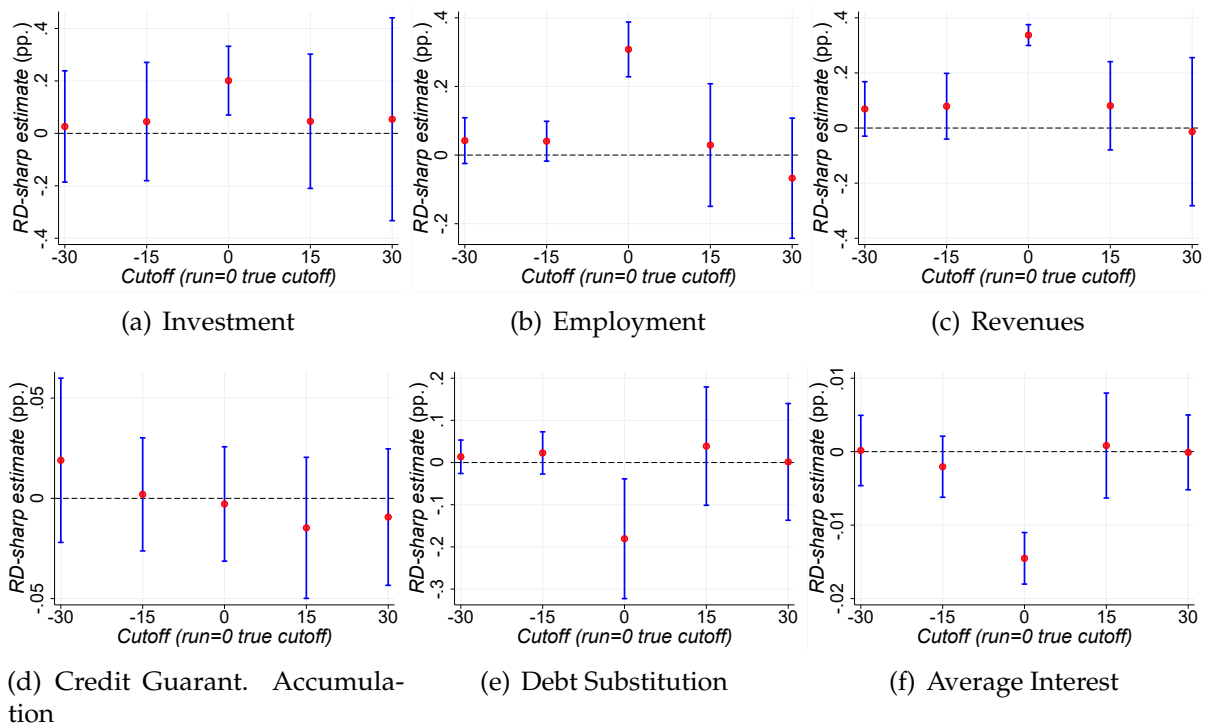 RD-sharp estimate (pp.)
.4
.2
0
-.2
-.4
-30 -15 0 15 30
Cutoff (run=0 true cutoff)
(a) Investment
RD-sharp estimate (pp.)
.4
.2
0
-.2
-30 -15 0 15 30
Cutoff (run=0 true cutoff)
(b) Employment
RD-sharp estimate (pp.)
.4
.2
0
-.2
-.4
-30 -15 0 15 30
Cutoff (run=0 true cutoff)
(c) Revenues
RD-sharp estimate (pp.)
.05
0
-.05
-30 -15 0 15 30
Cutoff (run=0 true cutoff)
(d) Credit Guarant. Accumula-
tion
RD-sharp estimate (pp.)
.2
.1
0
-.1
-.2
-.3
-30 -15 0 15 30
Cutoff (run=0 true cutoff)
(e) Debt Substitution
RD-sharp estimate (pp.)
.01
0
-.01
-.02
-30 -15 0 15 30
Cutoff (run=0 true cutoff)
(f) Average Interest